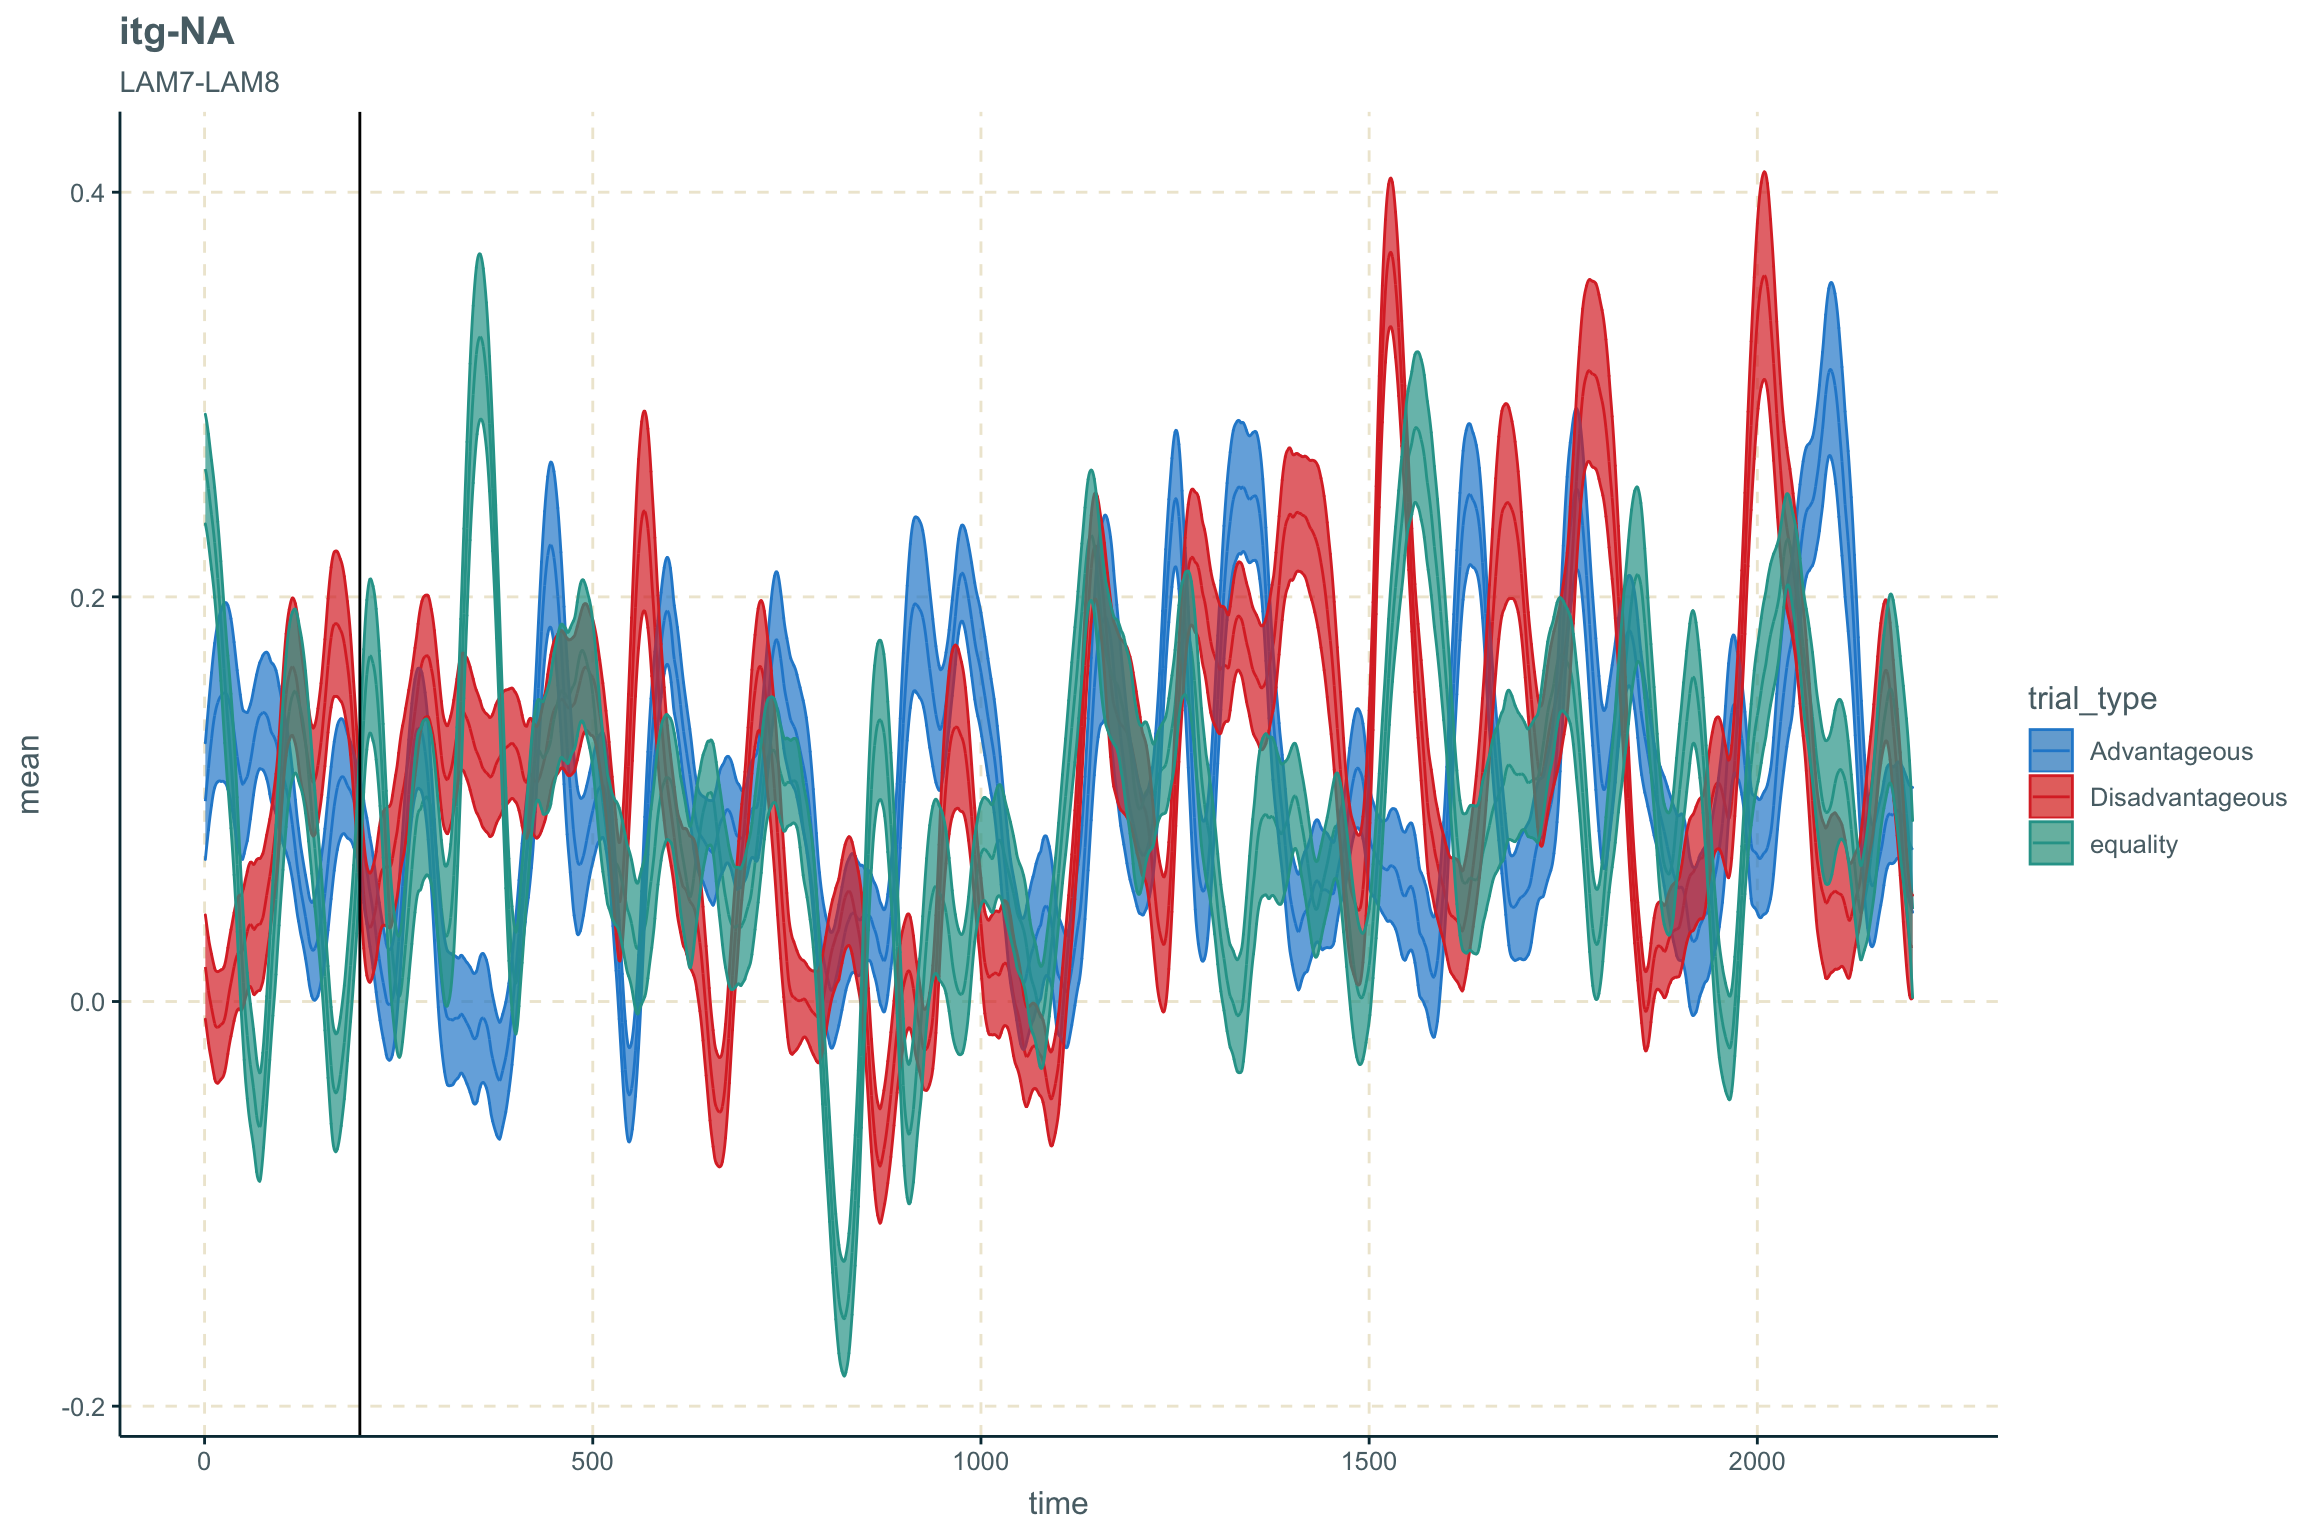 itg-NA
LAM7-LAM8
mean
0.4
0.2
0.0
-0.2
0
500
1000
1500
2000
time
trial_type
Advantageous
Disadvantageous
equality